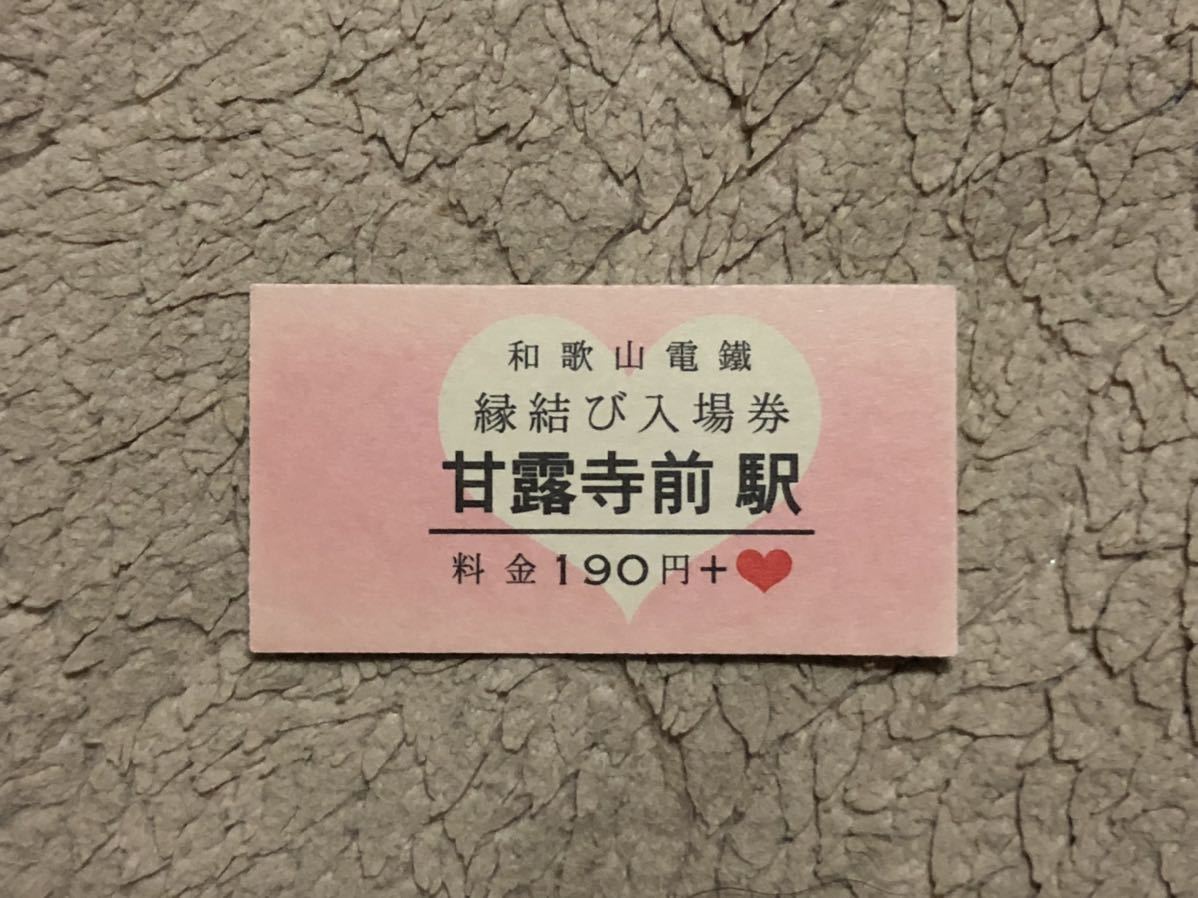 和歌山電鐵
縁結び入場券
甘露寺前 駅
料金190円+❤